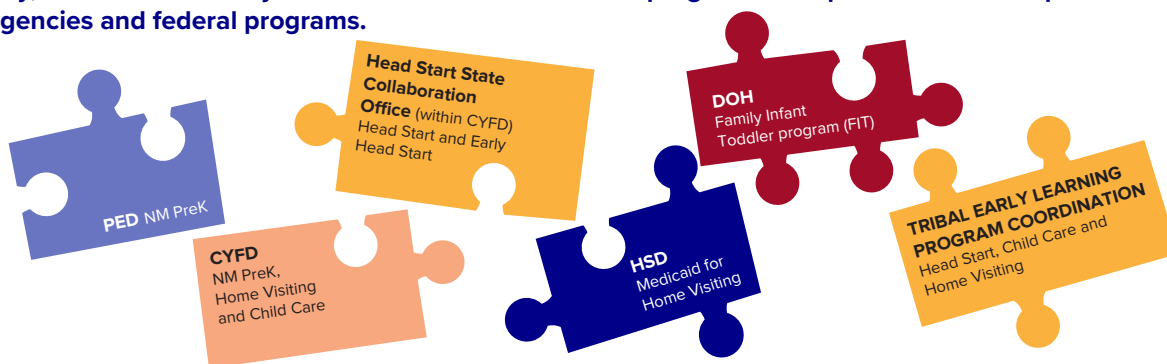 gencies and federal programs.
PED NM PreK
CYFD
NM PreK,
Home Visiting
and Child Care
Head Start State
Collaboration
Office (within CYFD)
Head Start and Early
Head Start
HSD
Medicaid for
Home Visiting
DOH
Family Infant
Toddler program (FIT)
TRIBAL EARLY LEARNING
PROGRAM COORDINATION
Head Start, Child Care and
Home Visiting